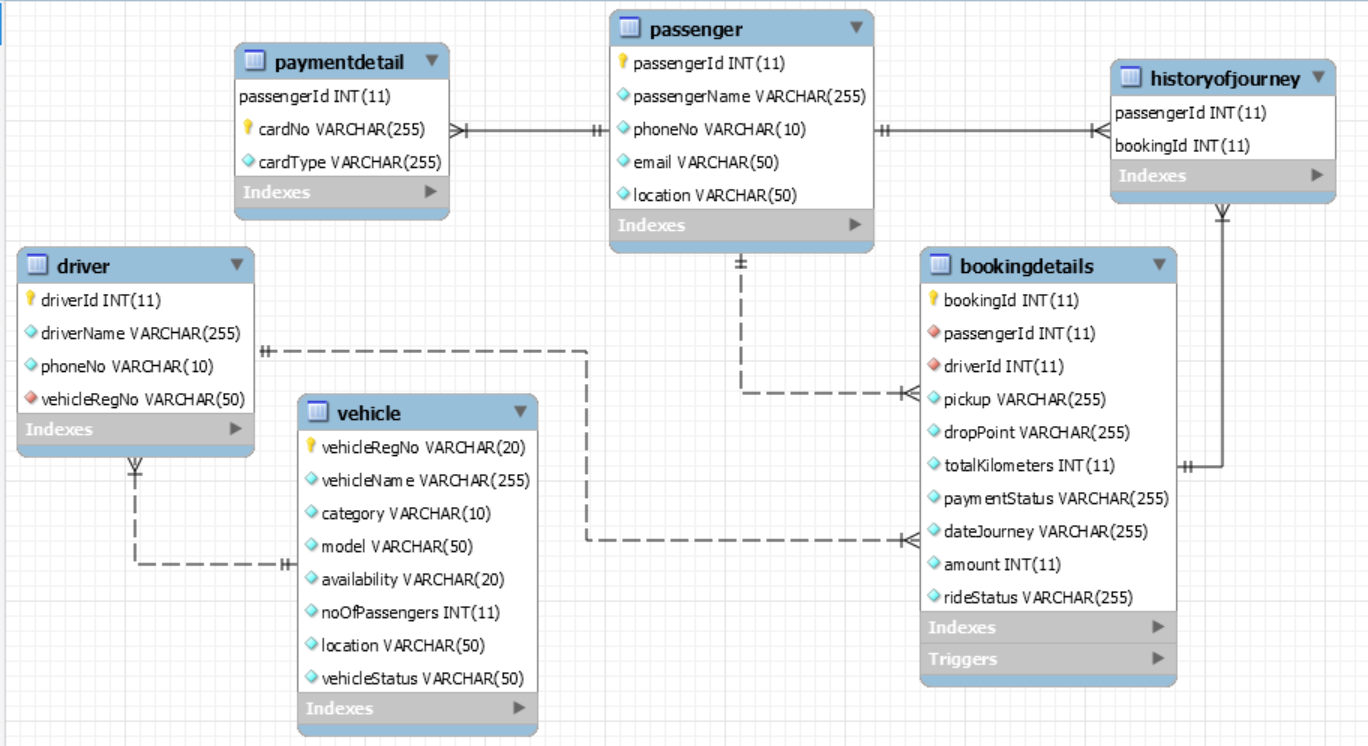 paymentdetail
passengerId INT(11)
cardNo VARCHAR(255)
cardType VARCHAR(255)
Indexes
passenger
passengerId INT(11)
passengerName VARCHAR(255)
phoneNo VARCHAR(10)
email VARCHAR(50)
location VARCHAR(50)
Indexes
historyofjourney
passengerId INT(11)
bookingId INT(11)
Indexes
driver
driverId INT(11)
driverName VARCHAR(255)
phoneNo VARCHAR(10)
vehicleRegNo VARCHAR(50)
Indexes
vehicle
vehicleRegNo VARCHAR(20)
vehicleName VARCHAR(255)
category VARCHAR(10)
model VARCHAR(50)
availability VARCHAR(20)
noOfPassengers INT(11)
location VARCHAR(50)
vehicleStatus VARCHAR(50)
Indexes
bookingdetails
bookingId INT(11)
passengerId INT(11)
driverId INT(11)
pickup VARCHAR(255)
dropPoint VARCHAR(255)
totalKilometers INT(11)
paymentStatus VARCHAR(255)
dateJourney VARCHAR(255)
amount INT(11)
rideStatus VARCHAR(255)
Indexes
Triggers